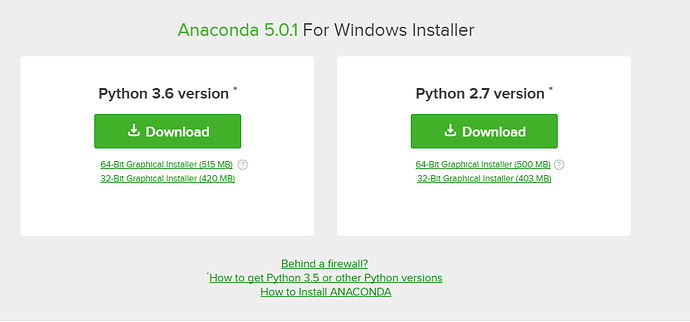 Anaconda 5.0.1 For Windows Installer
Python 3.6 version *
Download
64-Bit Graphical Installer (515 MB) ?
32-Bit Graphical Installer (420 MB)
Python 2.7 version *
Download
64-Bit Graphical Installer (500 MB) ?
32-Bit Graphical Installer (403 MB)
Behind a firewall?
*How to get Python 3.5 or other Python versions
How to Install ANACONDA